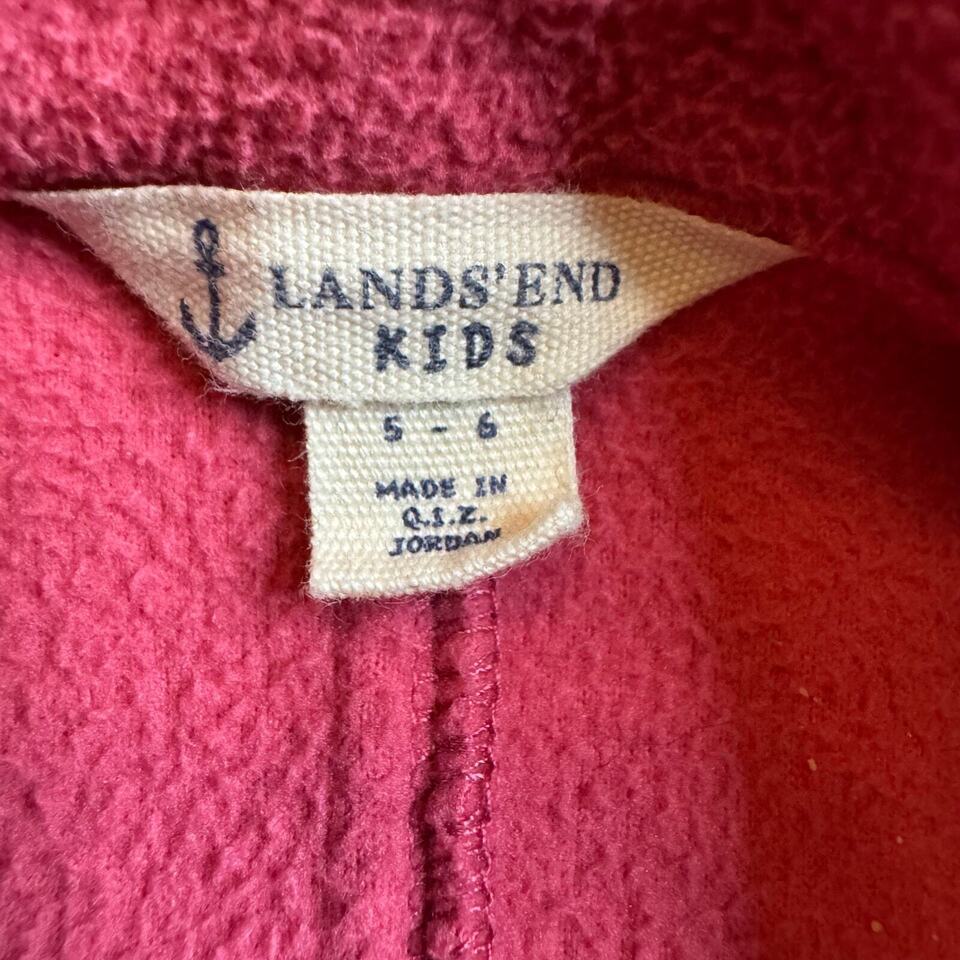 LANDS' END
KIDS
5 - 6
MADE IN
Q.I.Z.
JORDAN